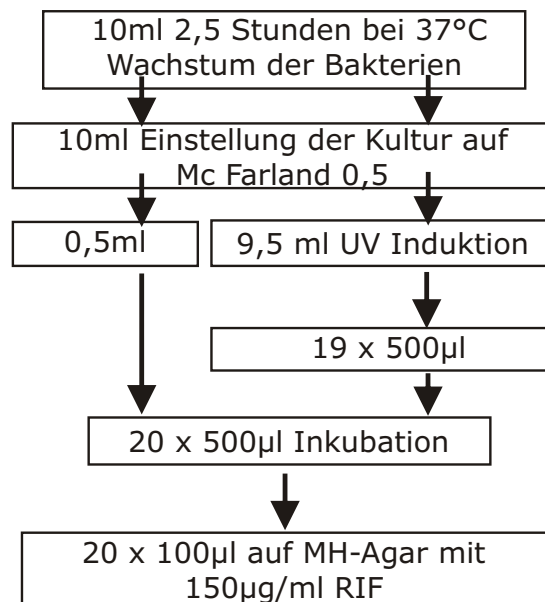 10ml 2,5 Stunden bei 37°C
Wachstum der Bakterien
10ml Einstellung der Kultur auf
Mc Farland 0,5
0,5ml
9,5 ml UV Induktion
19 x 500µl
20 x 500µl Inkubation
20 x 100µl auf MH-Agar mit
150µg/ml RIF